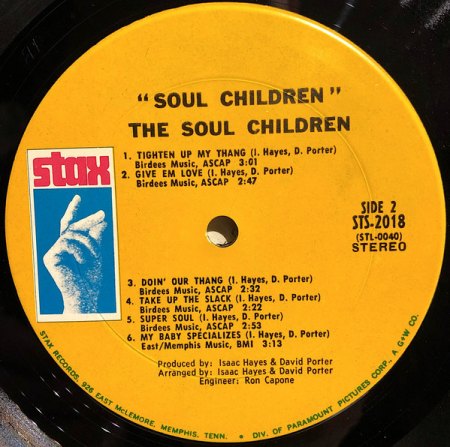 "SOUL CHILDREN"
THE SOUL CHILDREN
1. TIGHTEN UP MY THANG (I. Hayes, D. Porter)
Birdees Music, ASCAP 3:01
2. GIVE EM LOVE (I. Hayes, D. Porter)
Birdees Music, ASCAP 2:47
stax
SIDE 2
STS-2018
(STL-0040)
STEREO
3. DOIN' OUR THANG (I. Hayes, D. Porter)
Birdees Music, ASCAP 2:32
4. TAKE UP THE SLACK (I. Hayes, D. Porter)
Birdees Music, ASCAP 2:22
5. SUPER SOUL (I. Hayes, D. Porter)
Birdees Music, ASCAP 2:53
6. MY BABY SPECIALIZES (I. Hayes, D. Porter)
East/Memphis Music, BMI 3:13
Produced by: Isaac Hayes & David Porter
Arranged by: Isaac Hayes & David Porter
Engineer: Ron Capone
STAX RECORDS, 926 EAST McLEMORE, MEMPHIS, TENN. • DIV. OF PARAMOUNT PICTURES CORP., A G+W CO.